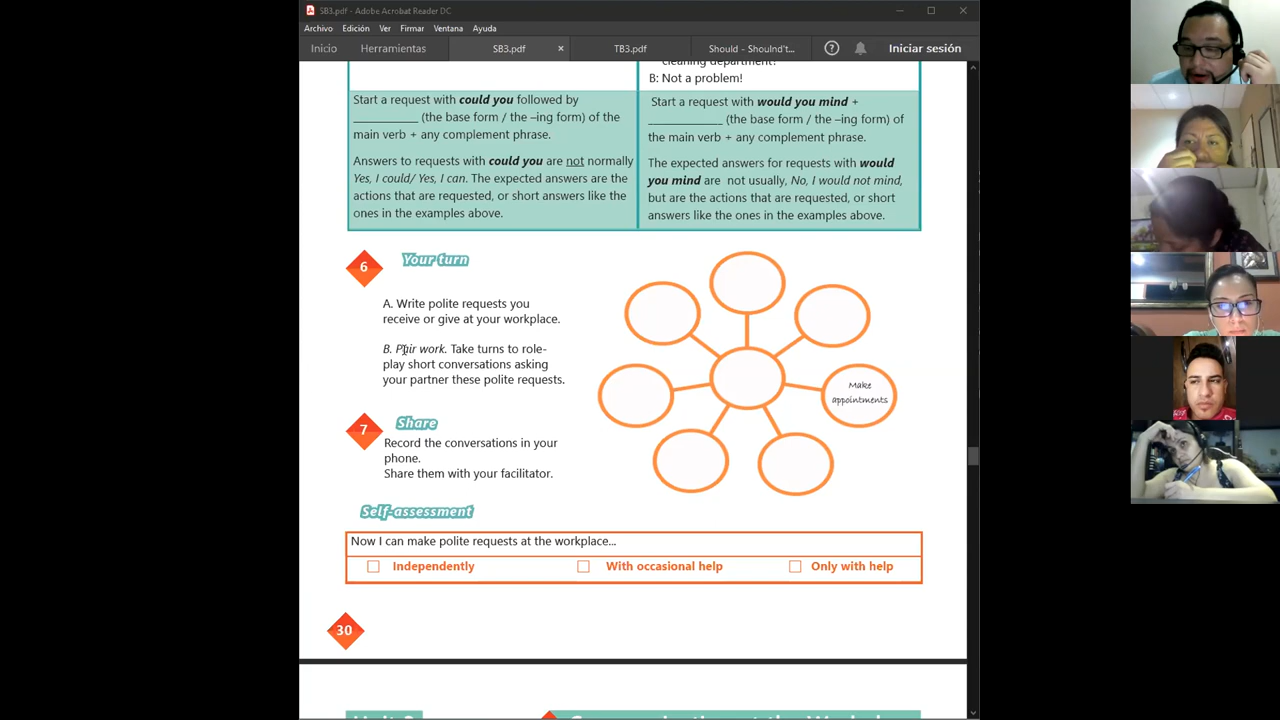 SB3.pdf - Adobe Acrobat Reader DC
Archivo Edición Ver Firmar Ventana Ayuda
Inicio Herramientas SB3.pdf × TB3.pdf Should - Shoulnd't... Iniciar sesión
cleaning department?
B: Not a problem!
Start a request with could you followed by
____________ (the base form / the –ing form) of the
main verb + any complement phrase.
Answers to requests with could you are not normally
Yes, I could/ Yes, I can. The expected answers are the
actions that are requested, or short answers like the
ones in the examples above.
Start a request with would you mind +
______________ (the base form / the –ing form) of
the main verb + any complement phrase.
The expected answers for requests with would
you mind are not usually, No, I would not mind,
but are the actions that are requested, or short
answers like the ones in the examples above.
6 Your turn
A. Write polite requests you
receive or give at your workplace.
B. Pair work. Take turns to role-
play short conversations asking
your partner these polite requests.
Make
appointments
7 Share
Record the conversations in your
phone.
Share them with your facilitator.
Self-assessment
Now I can make polite requests at the workplace...
Independently With occasional help Only with help
30